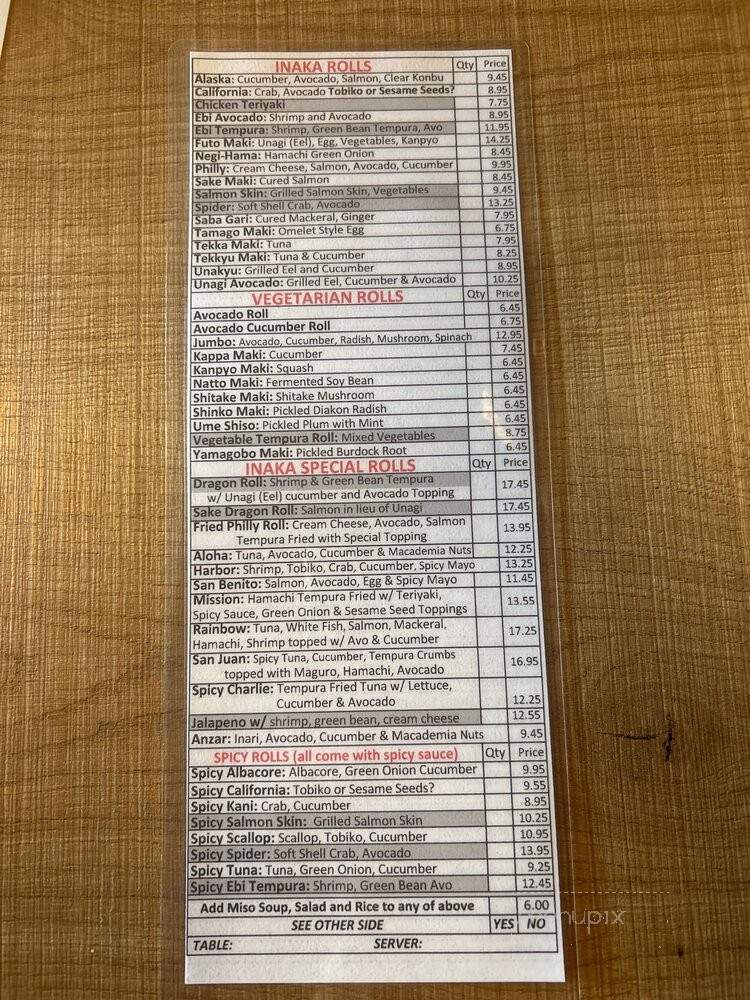 INAKA ROLLS Qty Price
Alaska: Cucumber, Avocado, Salmon, Clear Konbu 9.45
California: Crab, Avocado Tobiko or Sesame Seeds? 8.95
Chicken Teriyaki 7.75
Ebi Avocado: Shrimp and Avocado 8.95
Ebi Tempura: Shrimp, Green Bean Tempura, Avo 11.95
Futo Maki: Unagi (Eel), Egg, Vegetables, Kanpyo 14.25
Negi-Hama: Hamachi Green Onion 8.45
Philly: Cream Cheese, Salmon, Avocado, Cucumber 9.95
Sake Maki: Cured Salmon 8.45
Salmon Skin: Grilled Salmon Skin, Vegetables 9.45
Spider: Soft Shell Crab, Avocado 13.25
Saba Gari: Cured Mackeral, Ginger 7.95
Tamago Maki: Omelet Style Egg 6.75
Tekka Maki: Tuna 7.95
Tekkyu Maki: Tuna & Cucumber 8.25
Unakyu: Grilled Eel and Cucumber 8.95
Unagi Avocado: Grilled Eel, Cucumber & Avocado 10.25
VEGETARIAN ROLLS Qty Price
Avocado Roll 6.45
Avocado Cucumber Roll 6.75
Jumbo: Avocado, Cucumber, Radish, Mushroom, Spinach 12.95
Kappa Maki: Cucumber 7.45
Kanpyo Maki: Squash 6.45
Natto Maki: Fermented Soy Bean 6.45
Shitake Maki: Shitake Mushroom 6.45
Shinko Maki: Pickled Diakon Radish 6.45
Ume Shiso: Pickled Plum with Mint 6.45
Vegetable Tempura Roll: Mixed Vegetables 8.75
Yamagobo Maki: Pickled Burdock Root 6.45
INAKA SPECIAL ROLLS Qty Price
Dragon Roll: Shrimp & Green Bean Tempura
w/ Unagi (Eel) cucumber and Avocado Topping 17.45
Sake Dragon Roll: Salmon in lieu of Unagi 17.45
Fried Philly Roll: Cream Cheese, Avocado, Salmon
Tempura Fried with Special Topping 13.95
Aloha: Tuna, Avocado, Cucumber & Macademia Nuts 12.25
Harbor: Shrimp, Tobiko, Crab, Cucumber, Spicy Mayo 13.25
San Benito: Salmon, Avocado, Egg & Spicy Mayo 11.45
Mission: Hamachi Tempura Fried w/ Teriyaki,
Spicy Sauce, Green Onion & Sesame Seed Toppings 13.55
Rainbow: Tuna, White Fish, Salmon, Mackeral,
Hamachi, Shrimp topped w/ Avo & Cucumber 17.25
San Juan: Spicy Tuna, Cucumber, Tempura Crumbs
topped with Maguro, Hamachi, Avocado 16.95
Spicy Charlie: Tempura Fried Tuna w/ Lettuce,
Cucumber & Avocado 12.25
Jalapeno w/ shrimp, green bean, cream cheese 12.55
Anzar: Inari, Avocado, Cucumber & Macademia Nuts 9.45
SPICY ROLLS (all come with spicy sauce) Qty Price
Spicy Albacore: Albacore, Green Onion Cucumber 9.95
Spicy California: Tobiko or Sesame Seeds? 9.55
Spicy Kani: Crab, Cucumber 8.95
Spicy Salmon Skin: Grilled Salmon Skin 10.25
Spicy Scallop: Scallop, Tobiko, Cucumber 10.95
Spicy Spider: Soft Shell Crab, Avocado 13.95
Spicy Tuna: Tuna, Green Onion, Cucumber 9.25
Spicy Ebi Tempura: Shrimp, Green Bean Avo 12.45
Add Miso Soup, Salad and Rice to any of above 6.00
SEE OTHER SIDE YES NO
TABLE: SERVER: